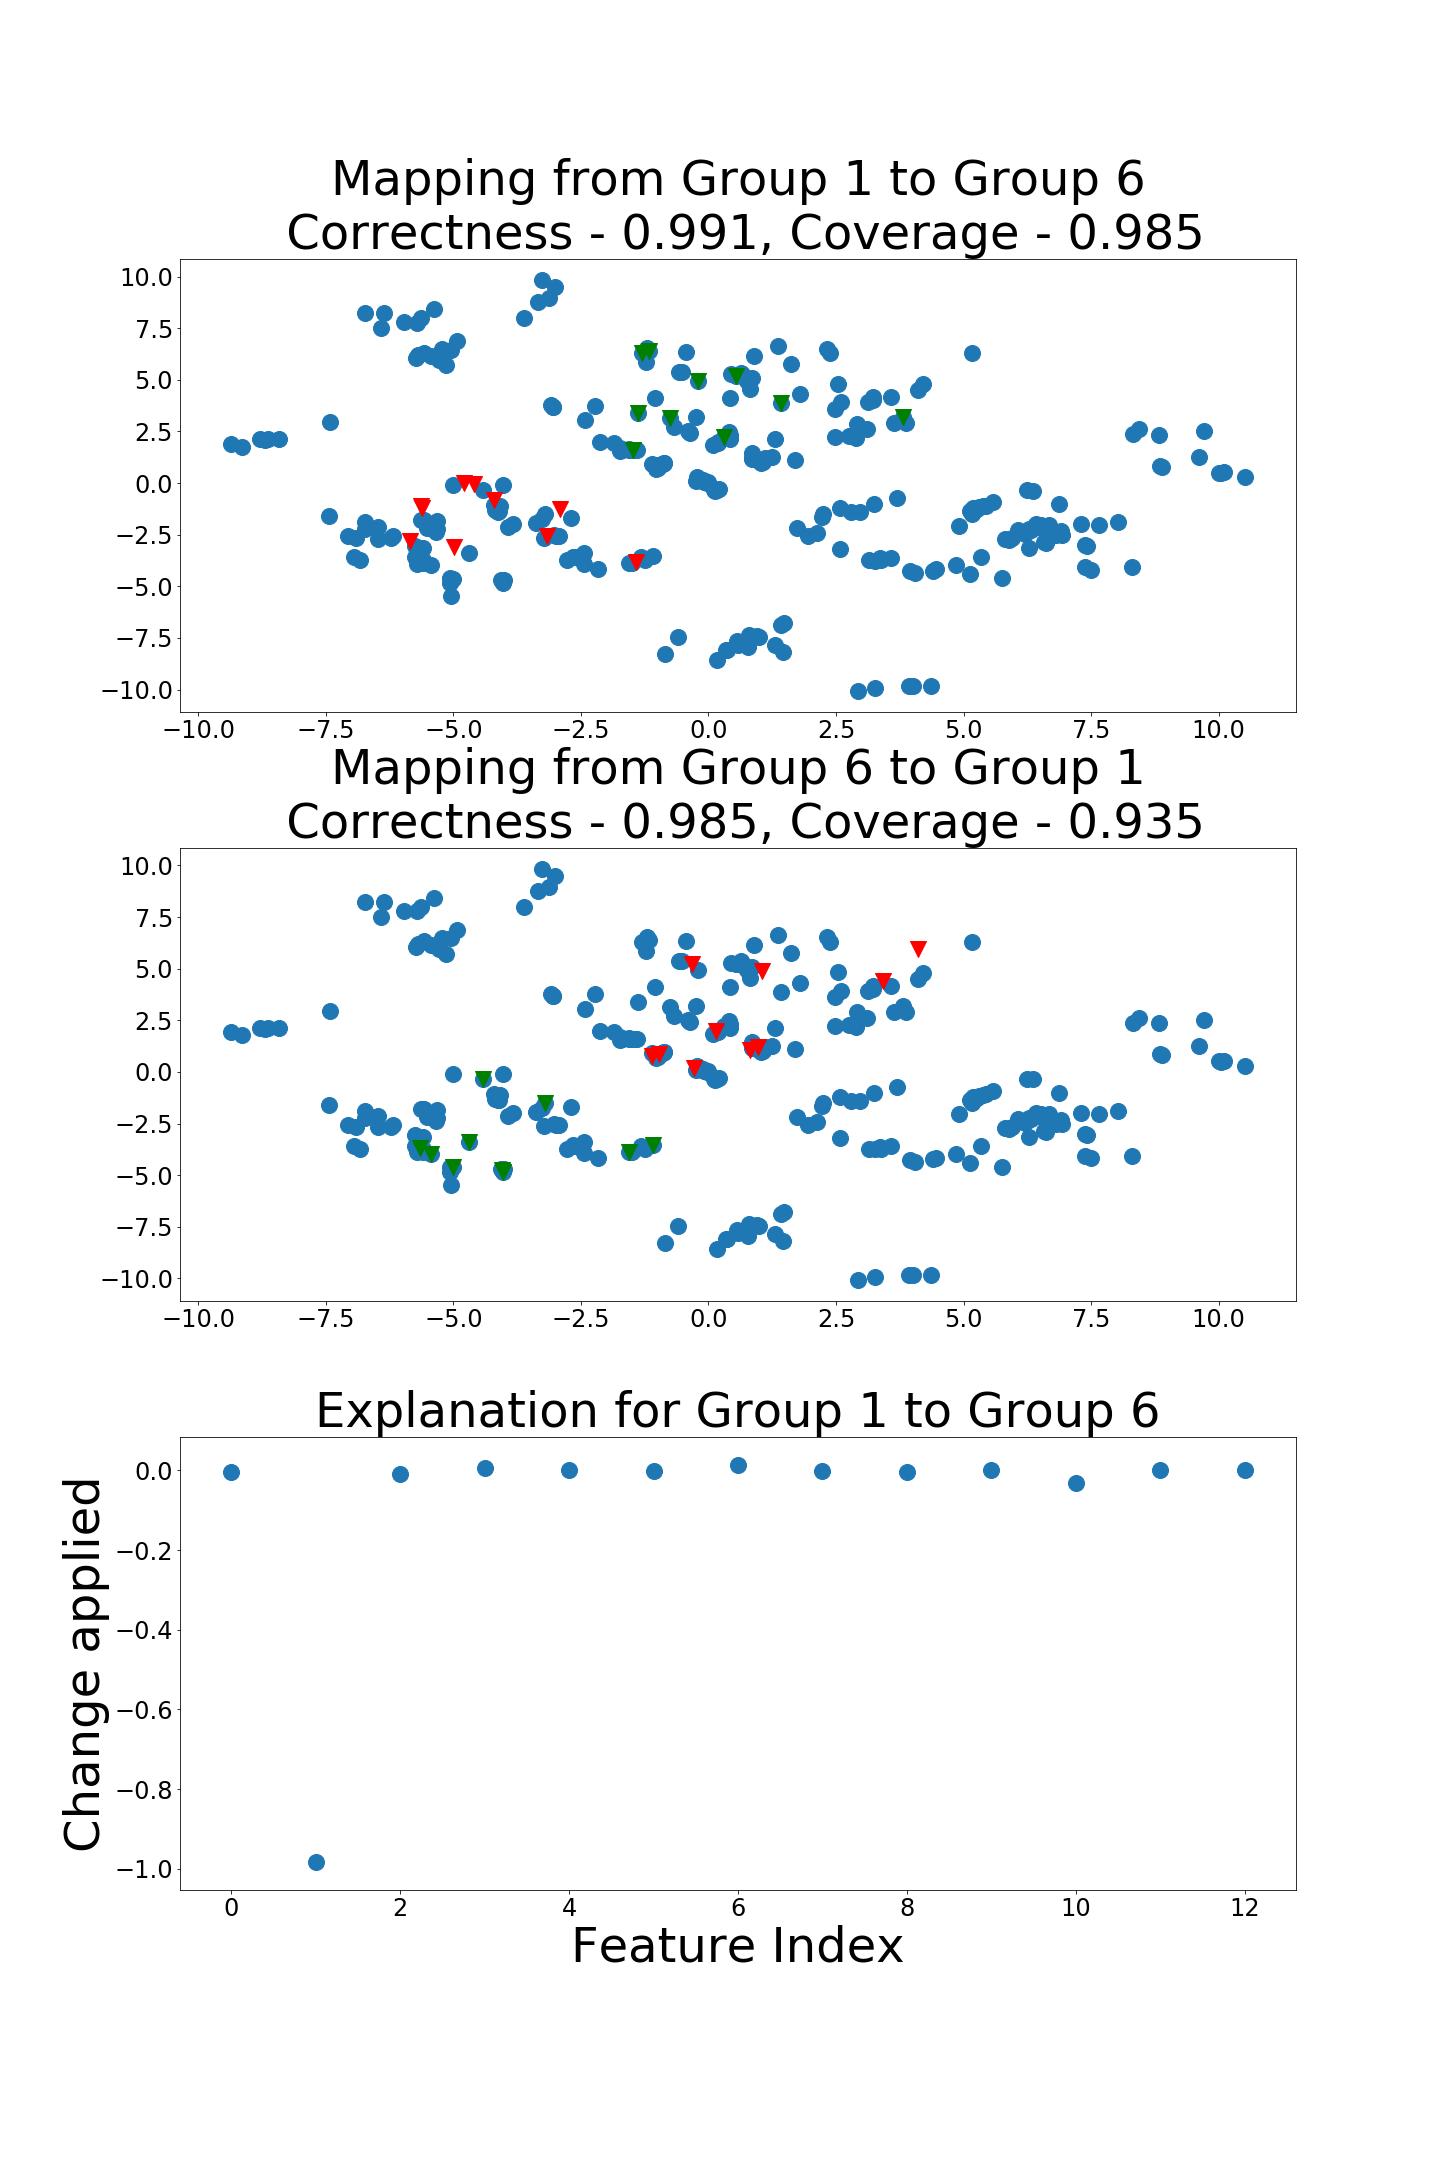 Mapping from Group 1 to Group 6
Correctness - 0.991, Coverage - 0.985
10.0
7.5
5.0
2.5
0.0
−2.5
−5.0
−7.5
−10.0
−10.0 −7.5 −5.0 −2.5 0.0 2.5 5.0 7.5 10.0
Mapping from Group 6 to Group 1
Correctness - 0.985, Coverage - 0.935
10.0
7.5
5.0
2.5
0.0
−2.5
−5.0
−7.5
−10.0
−10.0 −7.5 −5.0 −2.5 0.0 2.5 5.0 7.5 10.0
Explanation for Group 1 to Group 6
Change applied
0.0
−0.2
−0.4
−0.6
−0.8
−1.0
0 2 4 6 8 10 12
Feature Index